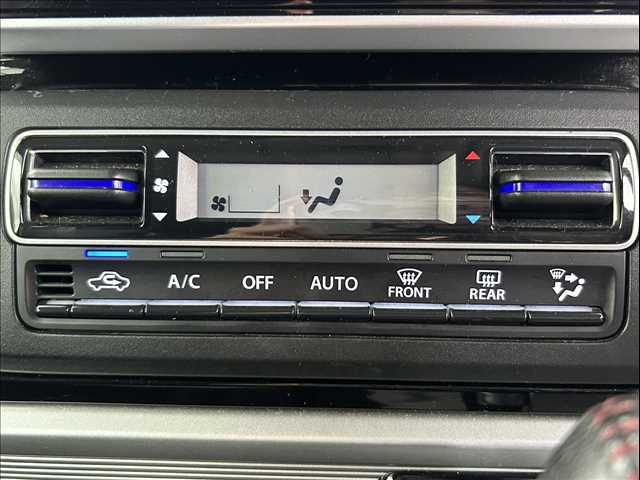 A/C OFF AUTO FRONT REAR